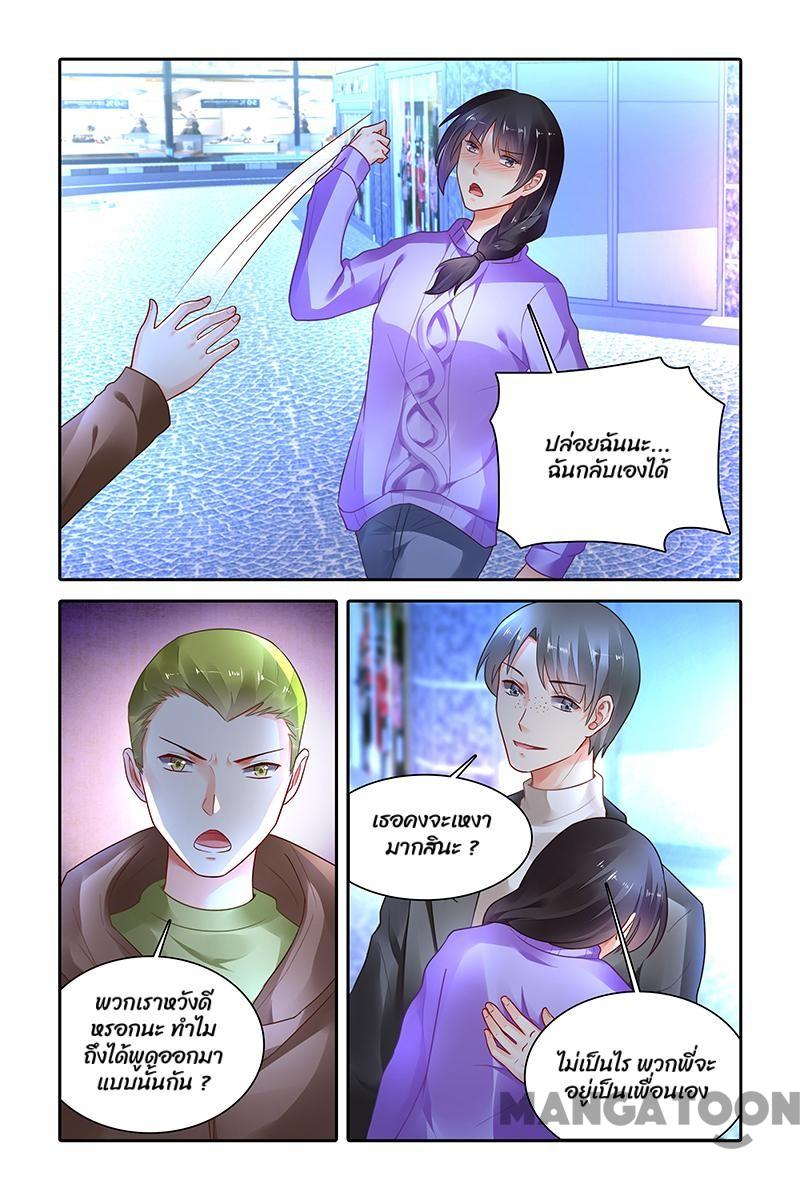 ปล่อยฉันนะ...
ฉันกลับเองได้
พวกเราหวังดี
หรอกนะ ทำไม
ถึงได้พูดออกมา
แบบนั้นกัน ?
เธอคงจะเหงา
มากสินะ ?
ไม่เป็นไร พวกพี่จะ
อยู่เป็นเพื่อนเอง
MANGATOON